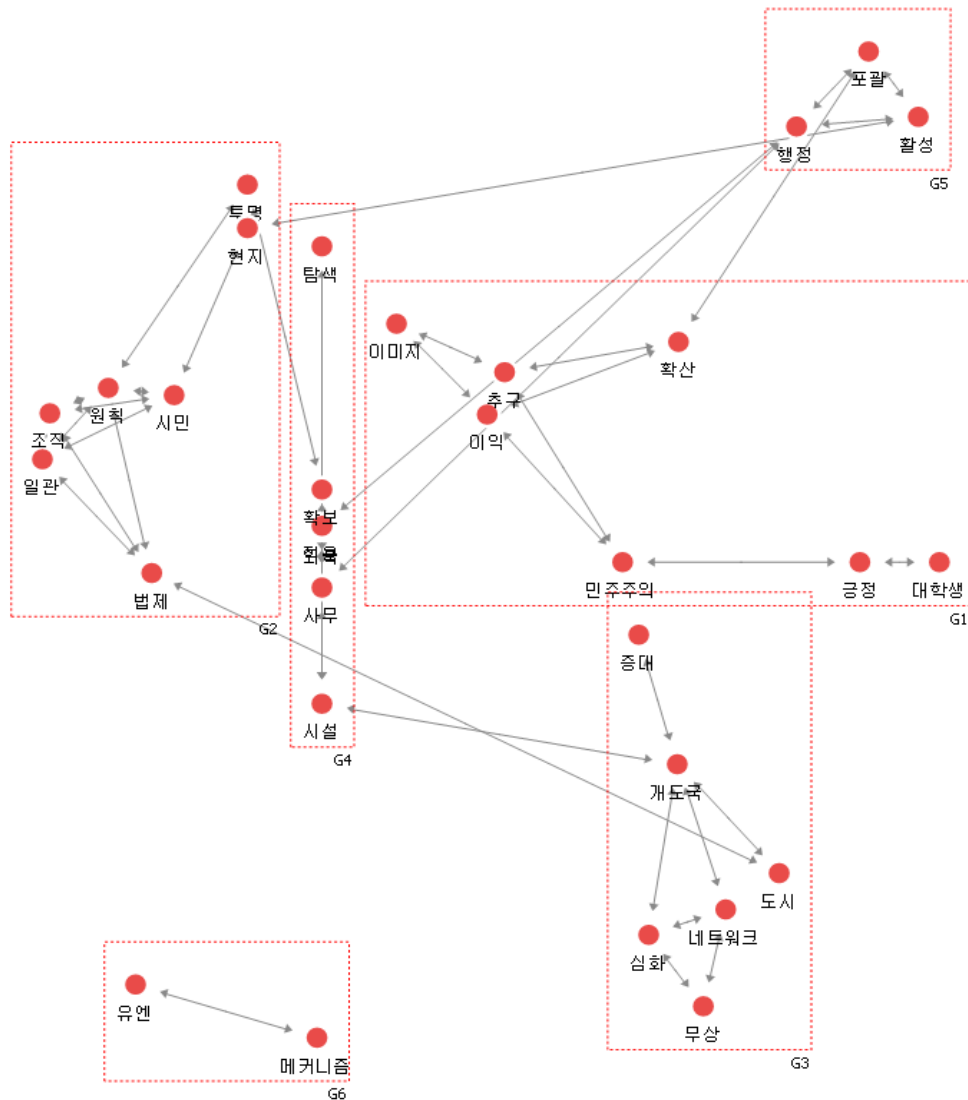 포괄
활성
행정
G5
투명
현지
탐색
이미지
확산
추구
이익
원칙
시민
조직
일관
확보
법제
사무
민주주의
긍정
대학생
G1
G2
증대
시설
G4
개도국
도시
네트워크
심화
유엔
무상
메커니즘
G3
G6